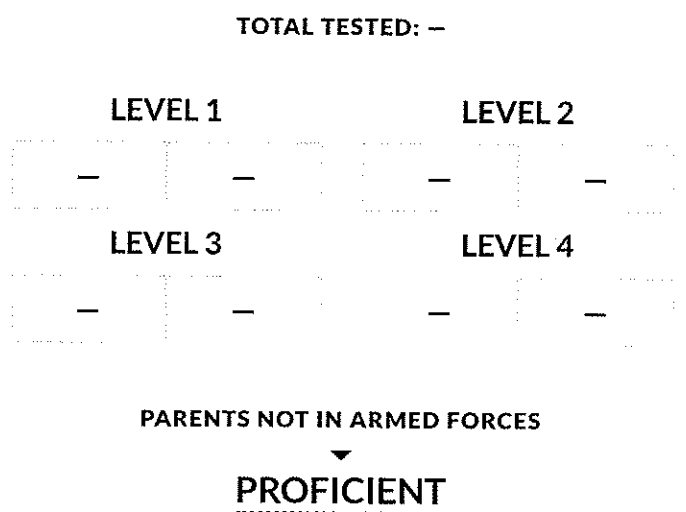 TOTAL TESTED: —
LEVEL 1 LEVEL 2
— — — —
LEVEL 3 LEVEL 4
— — — —
PARENTS NOT IN ARMED FORCES
PROFICIENT